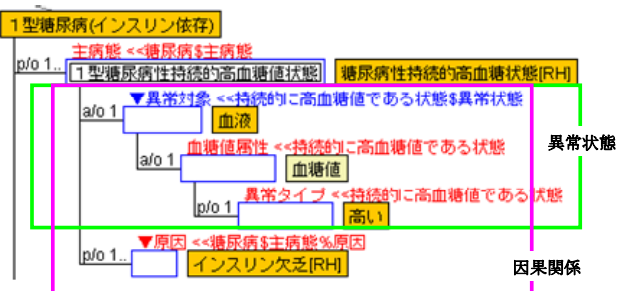 １型糖尿病(インスリン依存)
主病態 <<糖尿病$主病態
p/o 1.. １型糖尿病性持続的高血糖値状態 糖尿病性持続的高血糖状態[RH]
▼異常対象 <<持続的に高血糖値である状態$異常状態
a/o 1 血液
異常状態
血糖値属性 <<持続的に高血糖値である状態
a/o 1 血糖値
異常タイプ <<持続的に高血糖値である状態
p/o 1 高い
▼原因 <<糖尿病$主病態%原因
p/o 1.. インスリン欠乏[RH]
因果関係